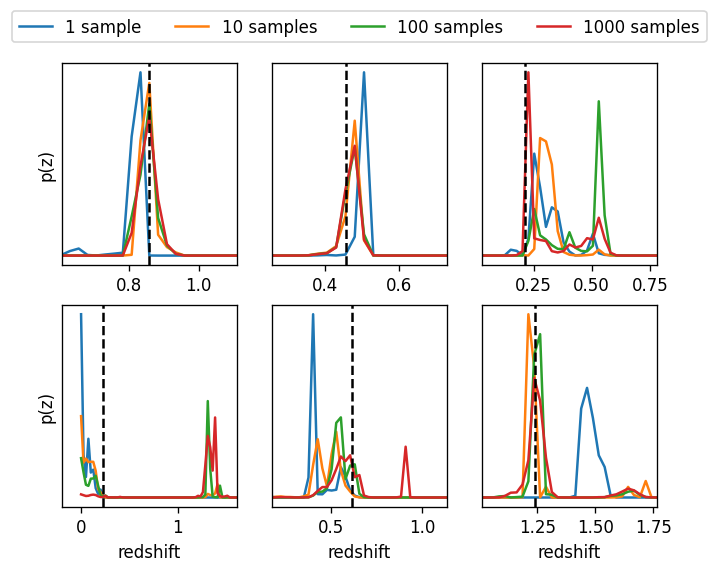 1 sample 10 samples 100 samples 1000 samples
p(z)
0.8 1.0 0.4 0.6 0.25 0.50 0.75
p(z)
0 1 0.5 1.0 1.25 1.50 1.75
redshift redshift redshift